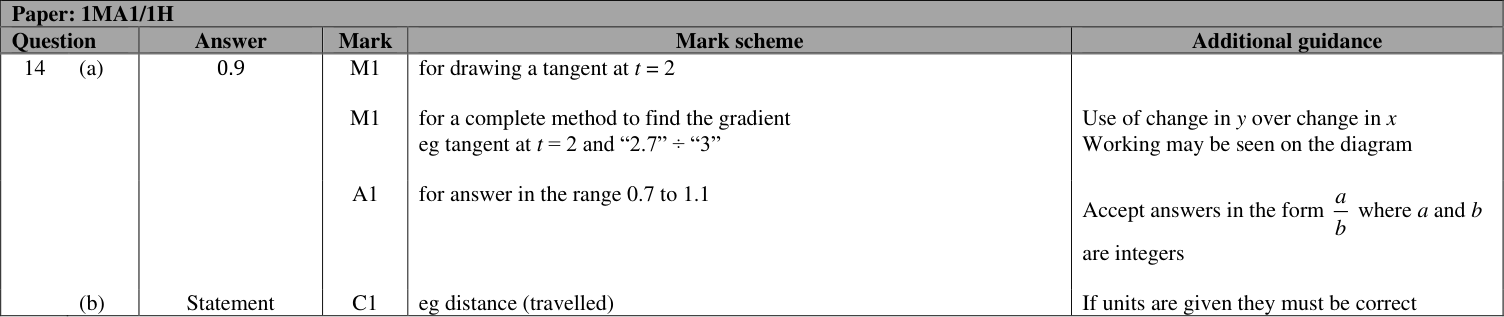 Paper: 1MA1/1H
Question Answer Mark Mark scheme Additional guidance
14 (a) 0.9 M1 for drawing a tangent at t = 2
M1 for a complete method to find the gradient Use of change in y over change in x
eg tangent at t = 2 and “2.7” ÷ “3” Working may be seen on the diagram
A1 for answer in the range 0.7 to 1.1
Accept answers in the form a/b where a and b
are integers
(b) Statement C1 eg distance (travelled) If units are given they must be correct